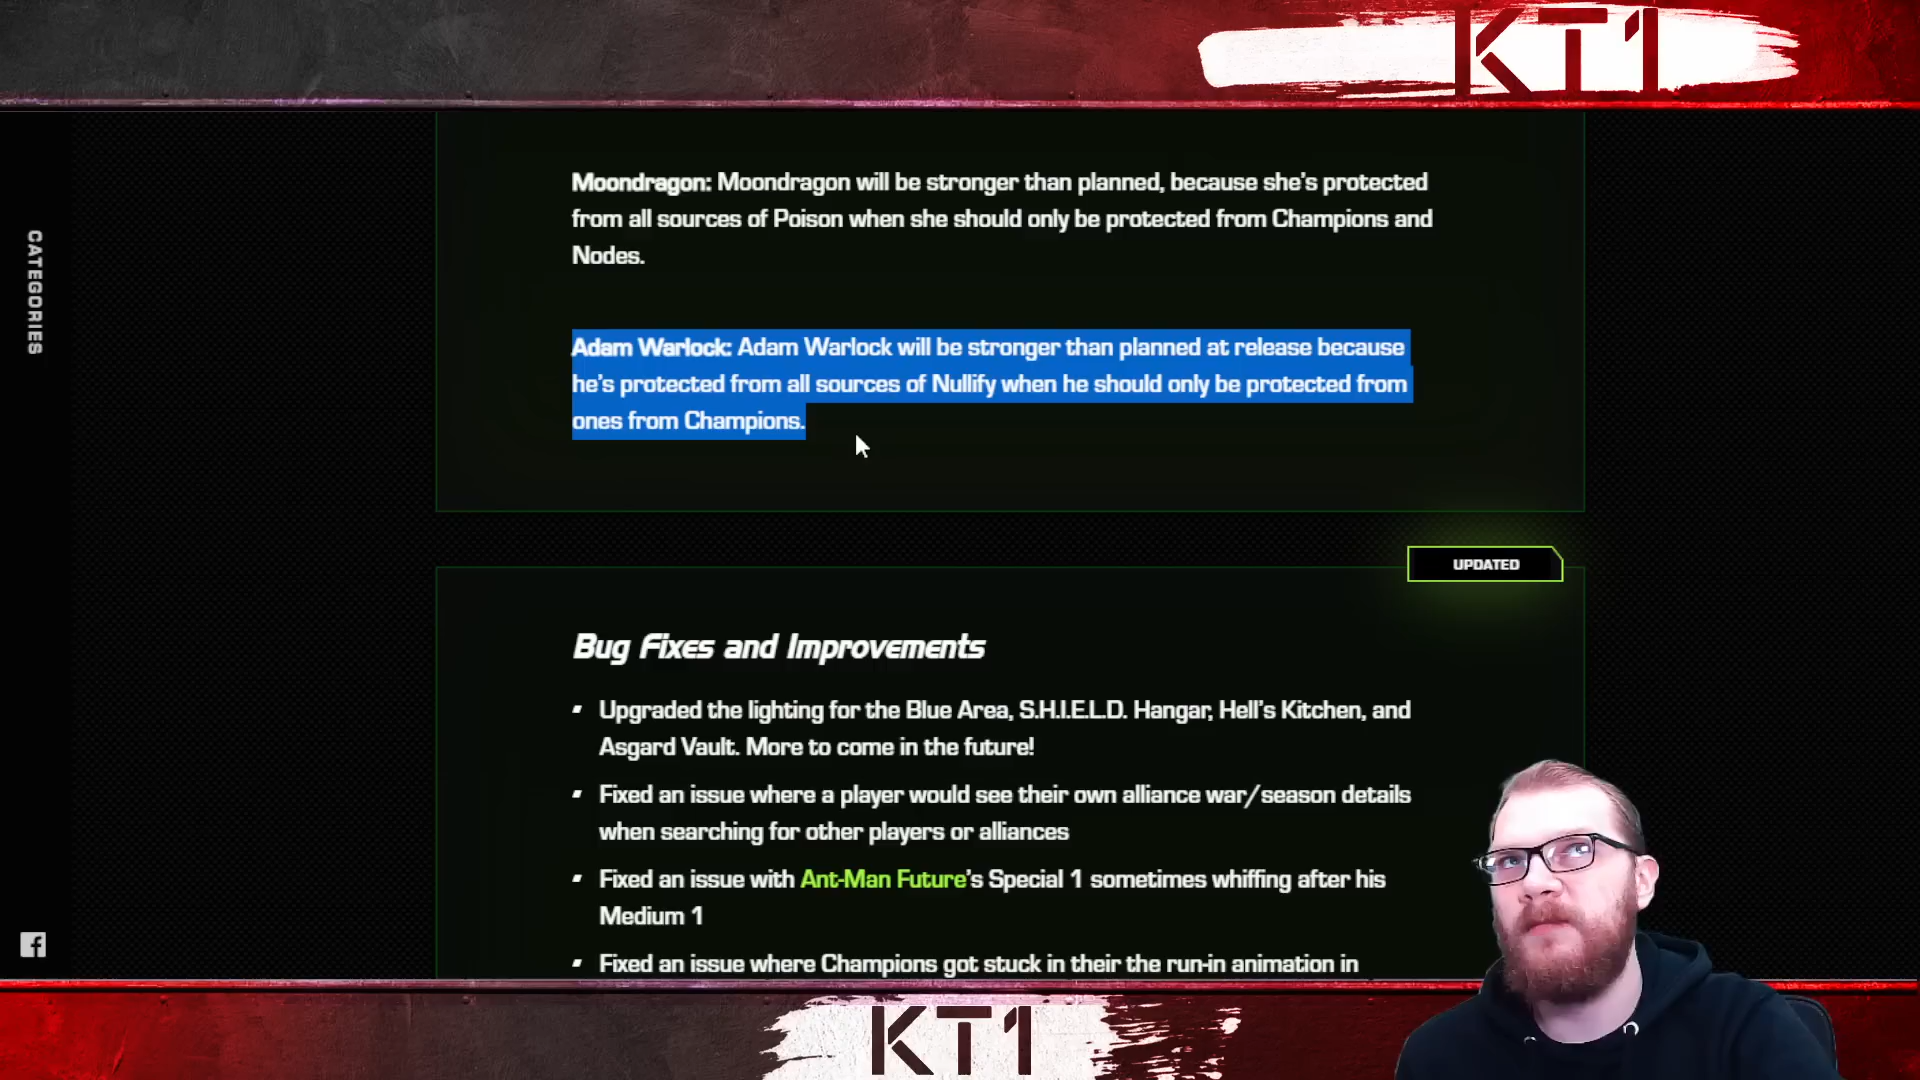 KT1
CATEGORIES
Moondragon: Moondragon will be stronger than planned, because she's protected
from all sources of Poison when she should only be protected from Champions and
Nodes.
Adam Warlock: Adam Warlock will be stronger than planned at release because
he's protected from all sources of Nullify when he should only be protected from
ones from Champions.
UPDATED
Bug Fixes and Improvements
Upgraded the lighting for the Blue Area, S.H.I.E.L.D. Hangar, Hell's Kitchen, and
Asgard Vault. More to come in the future!
Fixed an issue where a player would see their own alliance war/season details
when searching for other players or alliances
Fixed an issue with Ant-Man Future's Special 1 sometimes whiffing after his
Medium 1
Fixed an issue where Champions got stuck in their the run-in animation in
KT1